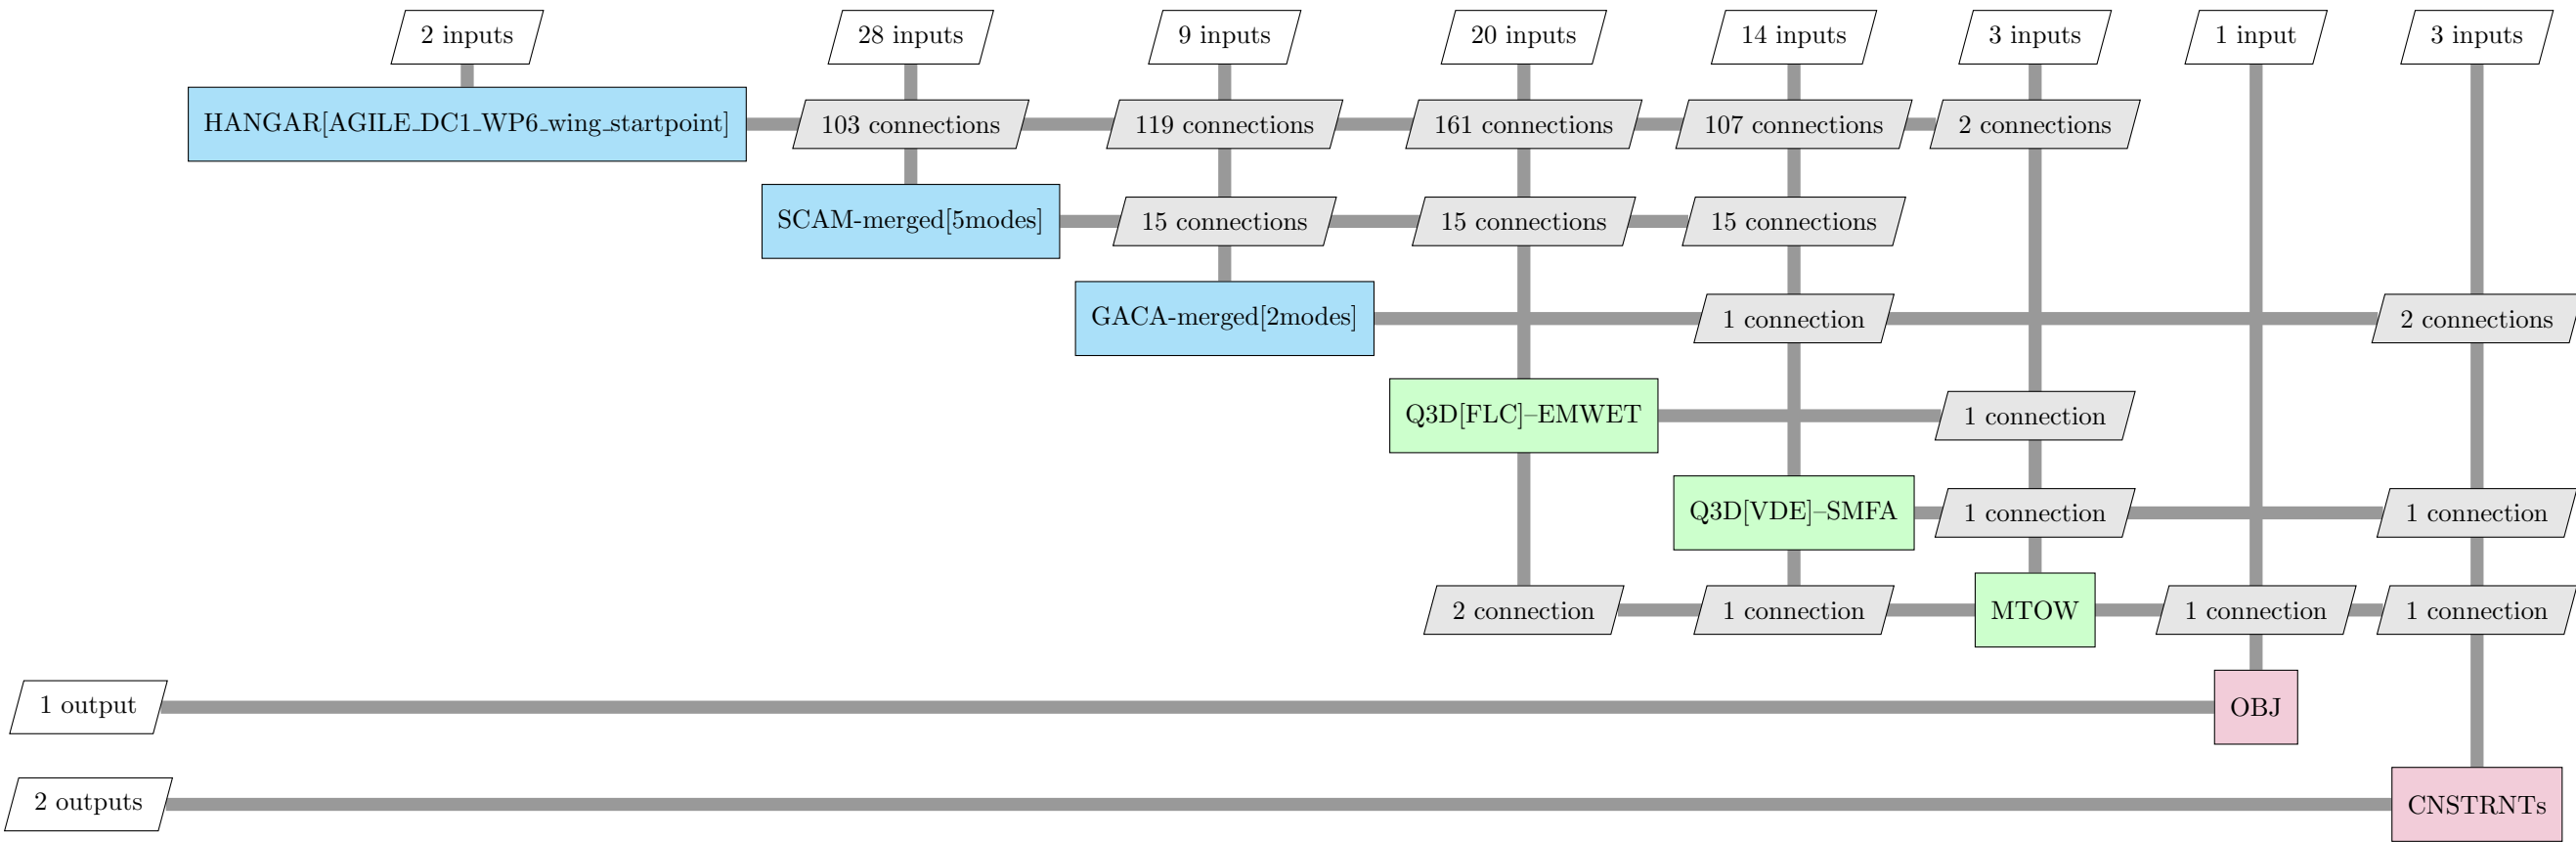 2 inputs
28 inputs
9 inputs
20 inputs
14 inputs
3 inputs
1 input
3 inputs
HANGAR[AGILE_DC1_WP6_wing_startpoint]
103 connections
119 connections
161 connections
107 connections
2 connections
SCAM-merged[5modes]
15 connections
15 connections
15 connections
GACA-merged[2modes]
1 connection
2 connections
Q3D[FLC]–EMWET
1 connection
Q3D[VDE]–SMFA
1 connection
1 connection
2 connection
1 connection
MTOW
1 connection
1 connection
1 output
OBJ
2 outputs
CNSTRNTs